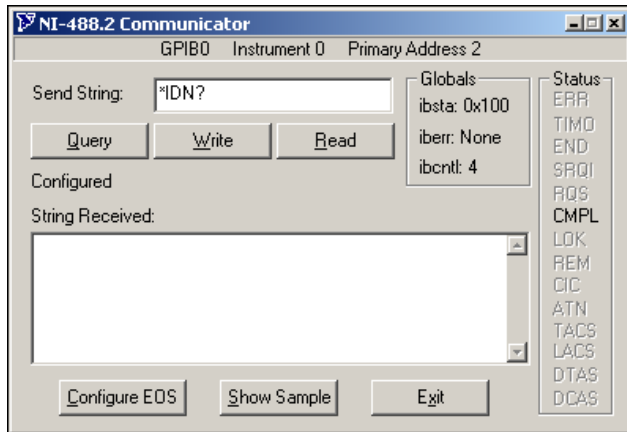 NI-488.2 Communicator
GPIB0 Instrument 0 Primary Address 2
Send String: *IDN?
Query Write Read
Configured
String Received:
Configure EOS Show Sample Exit
Globals
ibsta: 0x100
iberr: None
ibcntl: 4
Status
ERR
TIMO
END
SRQI
RQS
CMPL
LOK
REM
CIC
ATN
TACS
LACS
DTAS
DCAS